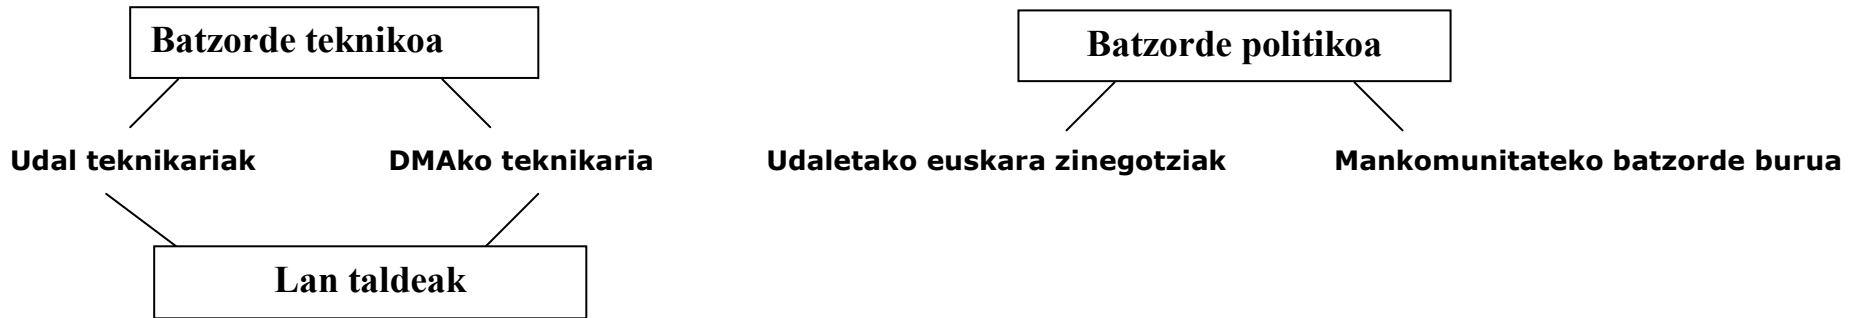 Batzorde teknikoa
Batzorde politikoa
Udal teknikariak
DMAko teknikaria
Udaletako euskara zinegotziak
Mankomunitateko batzorde burua
Lan taldeak